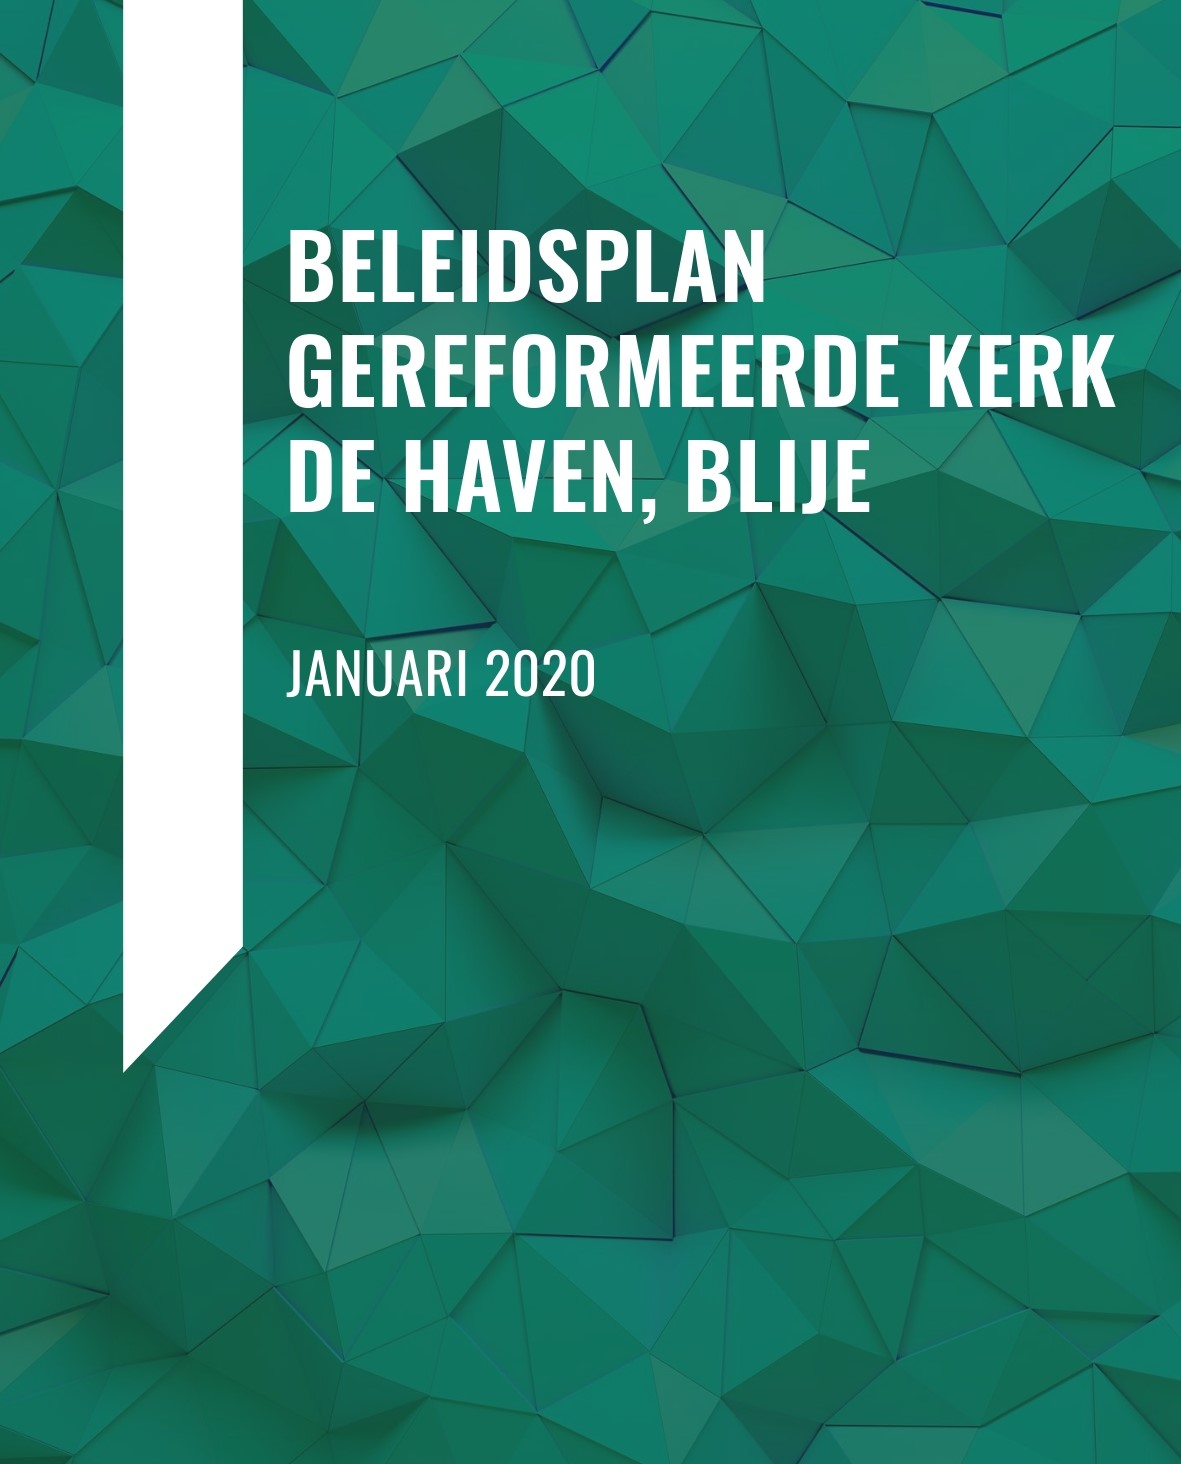 BELEIDSPLAN
GEREFORMEERDE KERK
DE HAVEN, BLIJE
JANUARI 2020